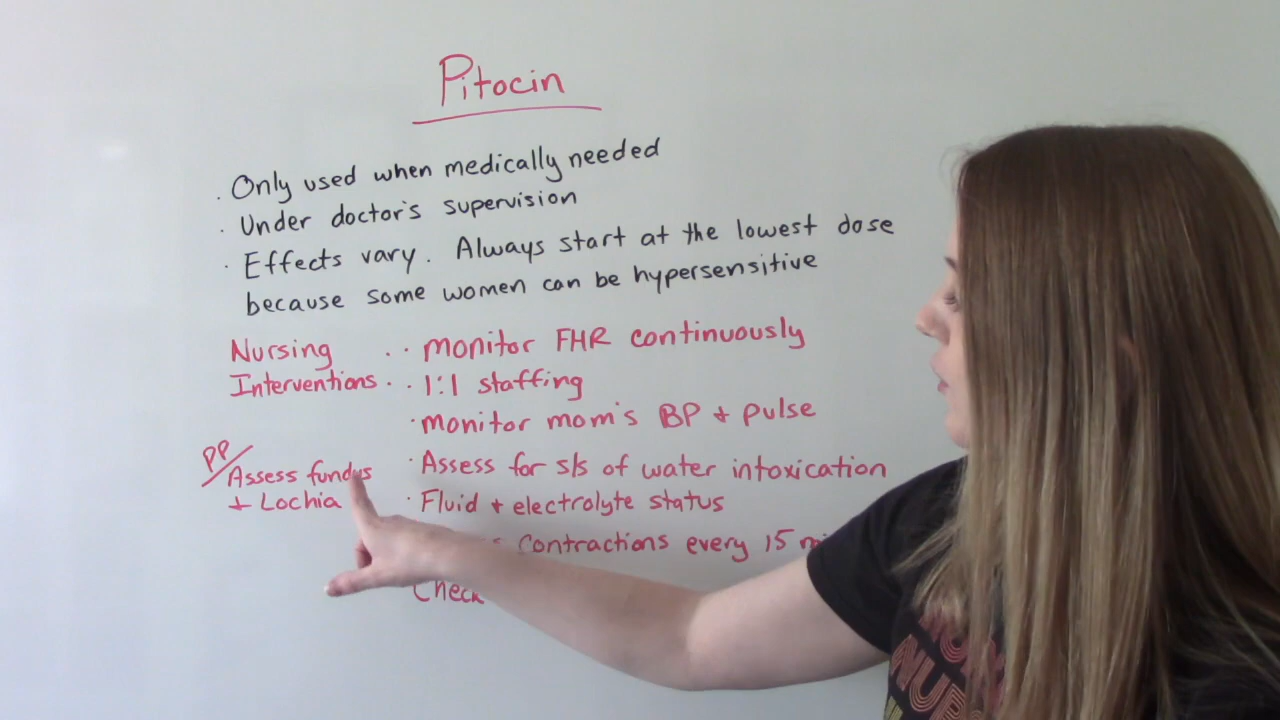 Pitocin
. Only used when medically needed
. Under doctor's supervision
. Effects vary. Always start at the lowest dose
because some women can be hypersensitive
Nursing .. monitor FHR continuously
Interventions .. 1:1 staffing
· monitor mom's BP + pulse
PP/ Assess fundus · Assess for s/s of water intoxication
+ Lochia · Fluid + electrolyte status
contractions every 15
Check